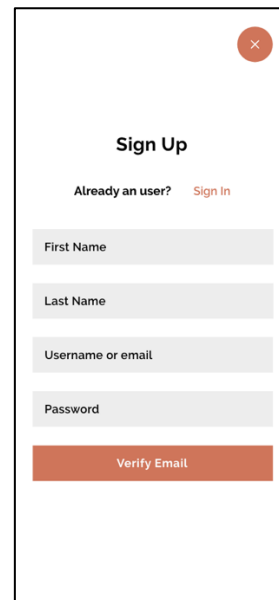 Sign Up
Already an user? Sign In
First Name
Last Name
Username or email
Password
Verify Email